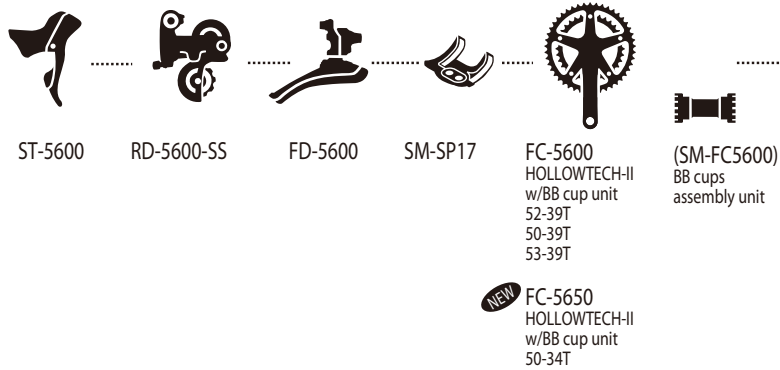 ST-5600
RD-5600-SS
FD-5600
SM-SP17
FC-5600
HOLLOWTECH-II
w/BB cup unit
52-39T
50-39T
53-39T
(SM-FC5600)
BB cups
assembly unit
NEW
FC-5650
HOLLOWTECH-II
w/BB cup unit
50-34T